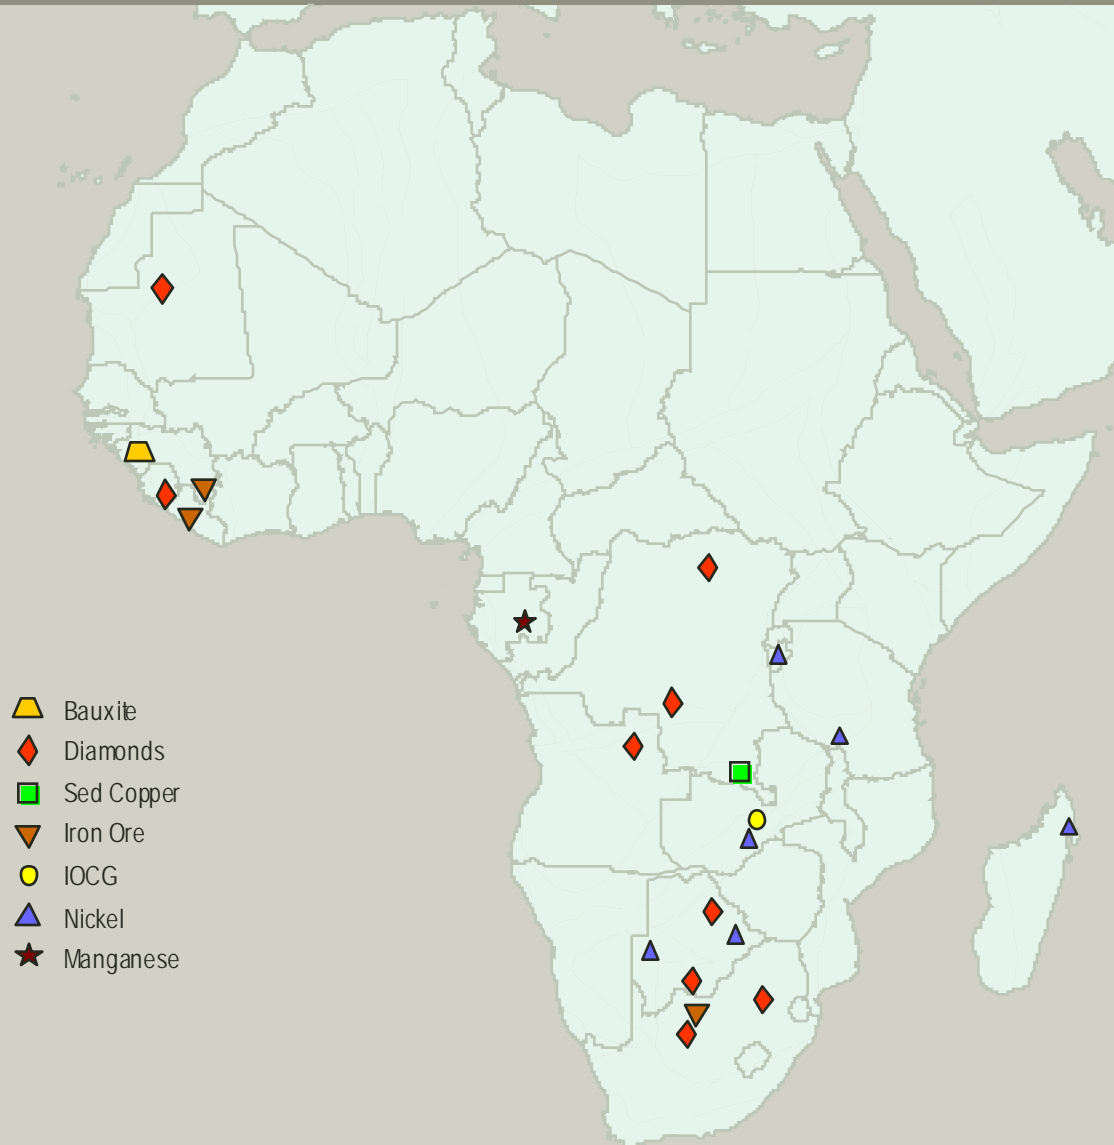 Bauxite
Diamonds
Sed Copper
Iron Ore
IOCG
Nickel
Manganese